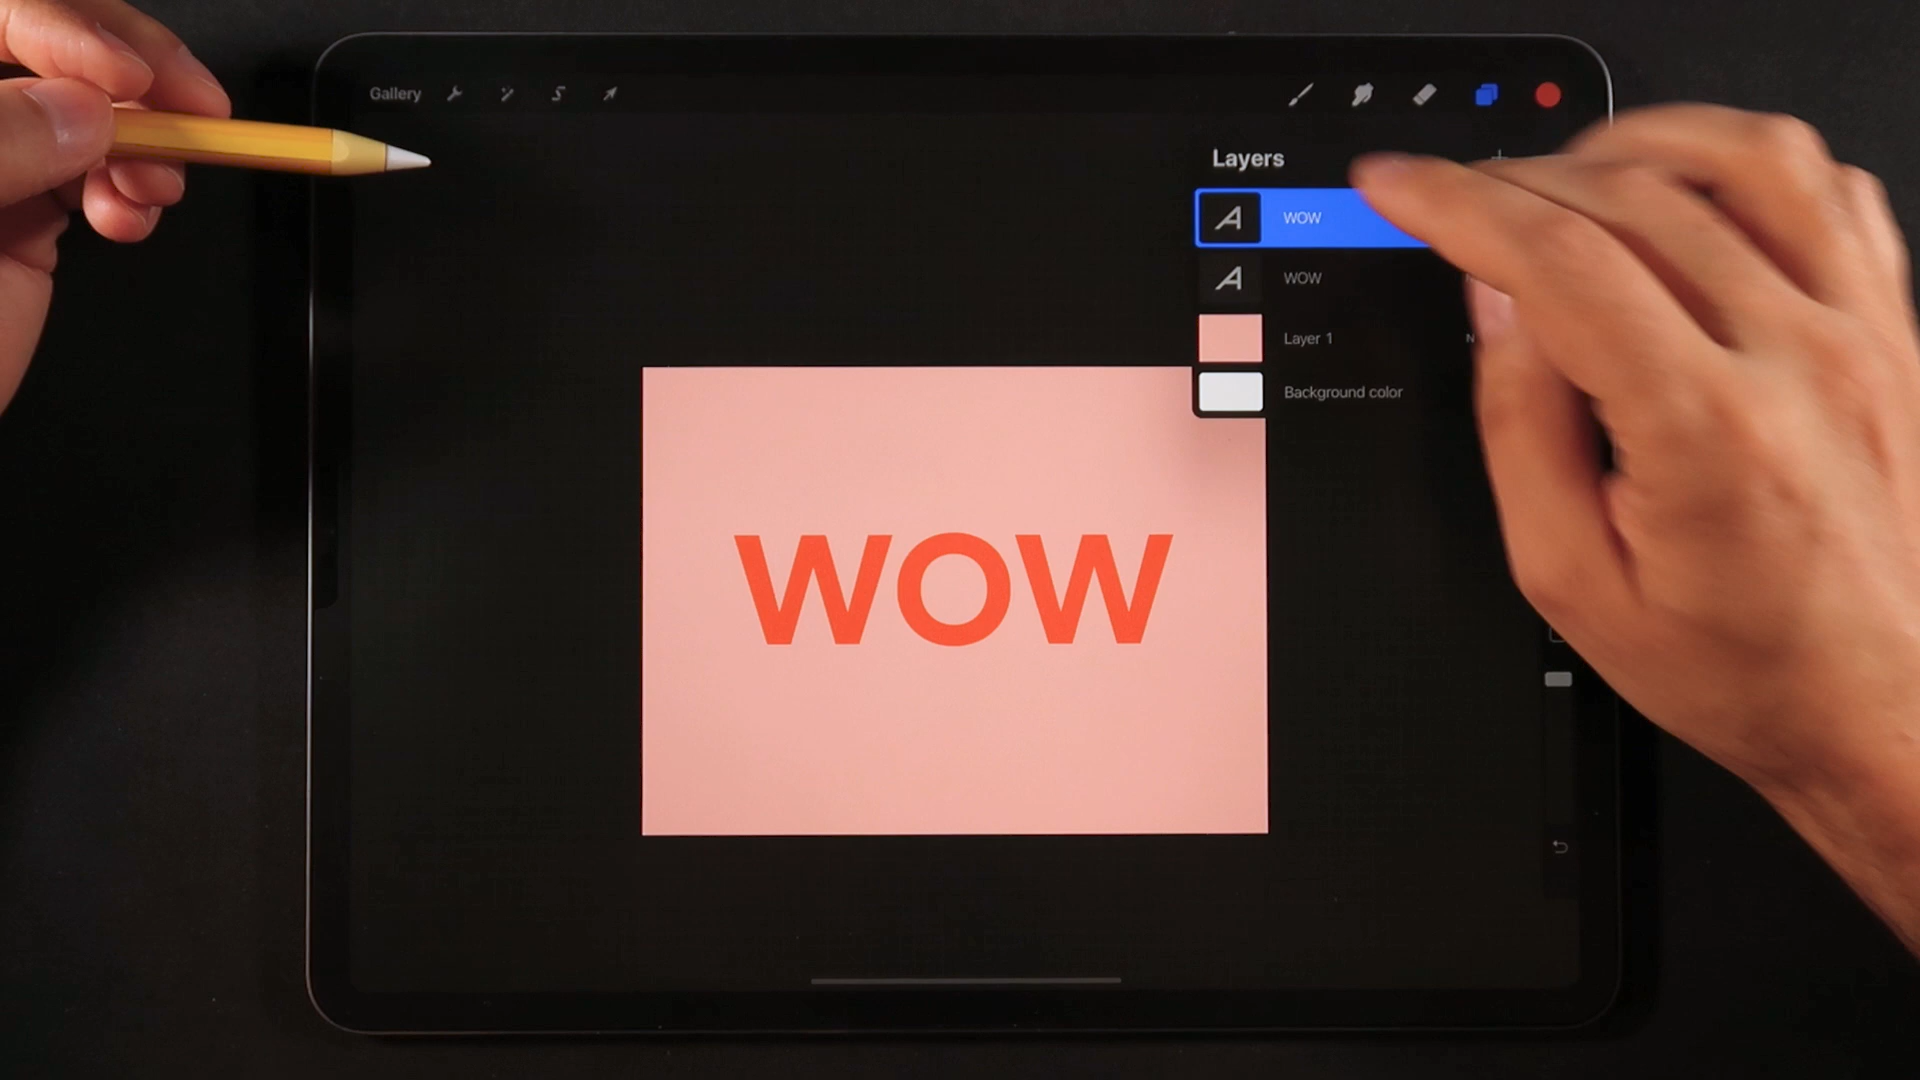 Gallery
Layers
WOW
WOW
Layer 1
N
Background color
WOW